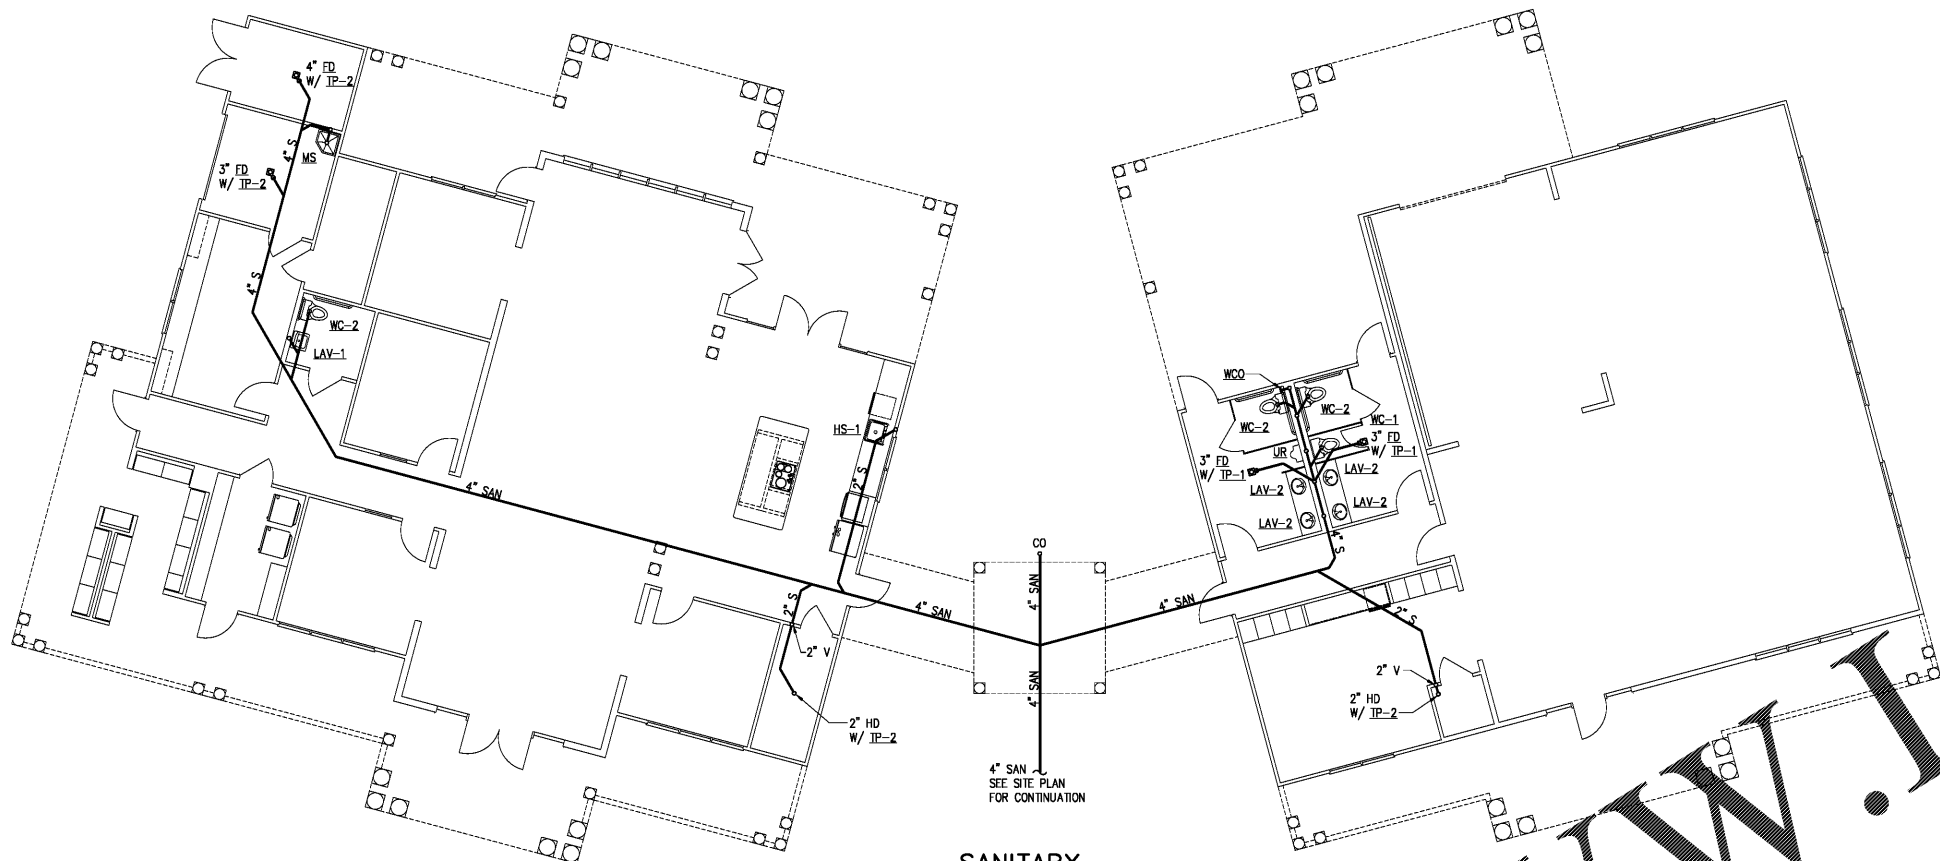 4" FD
W/ TP-2
4" S
MS
3" FD
W/ TP-2
4" S
WC-2
LAV-1
HS-1
2" S
4" SAN
2" S
2" V
2" HD
W/ TP-2
4" SAN
CO
4" SAN
4" SAN
4" SAN
4" SAN
SEE SITE PLAN
FOR CONTINUATION
WCO
WC-2
WC-2
WC-1
UR
3" FD
W/ TP-1
3" FD
W/ TP-1
LAV-2
LAV-2
LAV-2
LAV-2
4" S
2" S
2" V
2" HD
W/ TP-2
SANITARY
W.